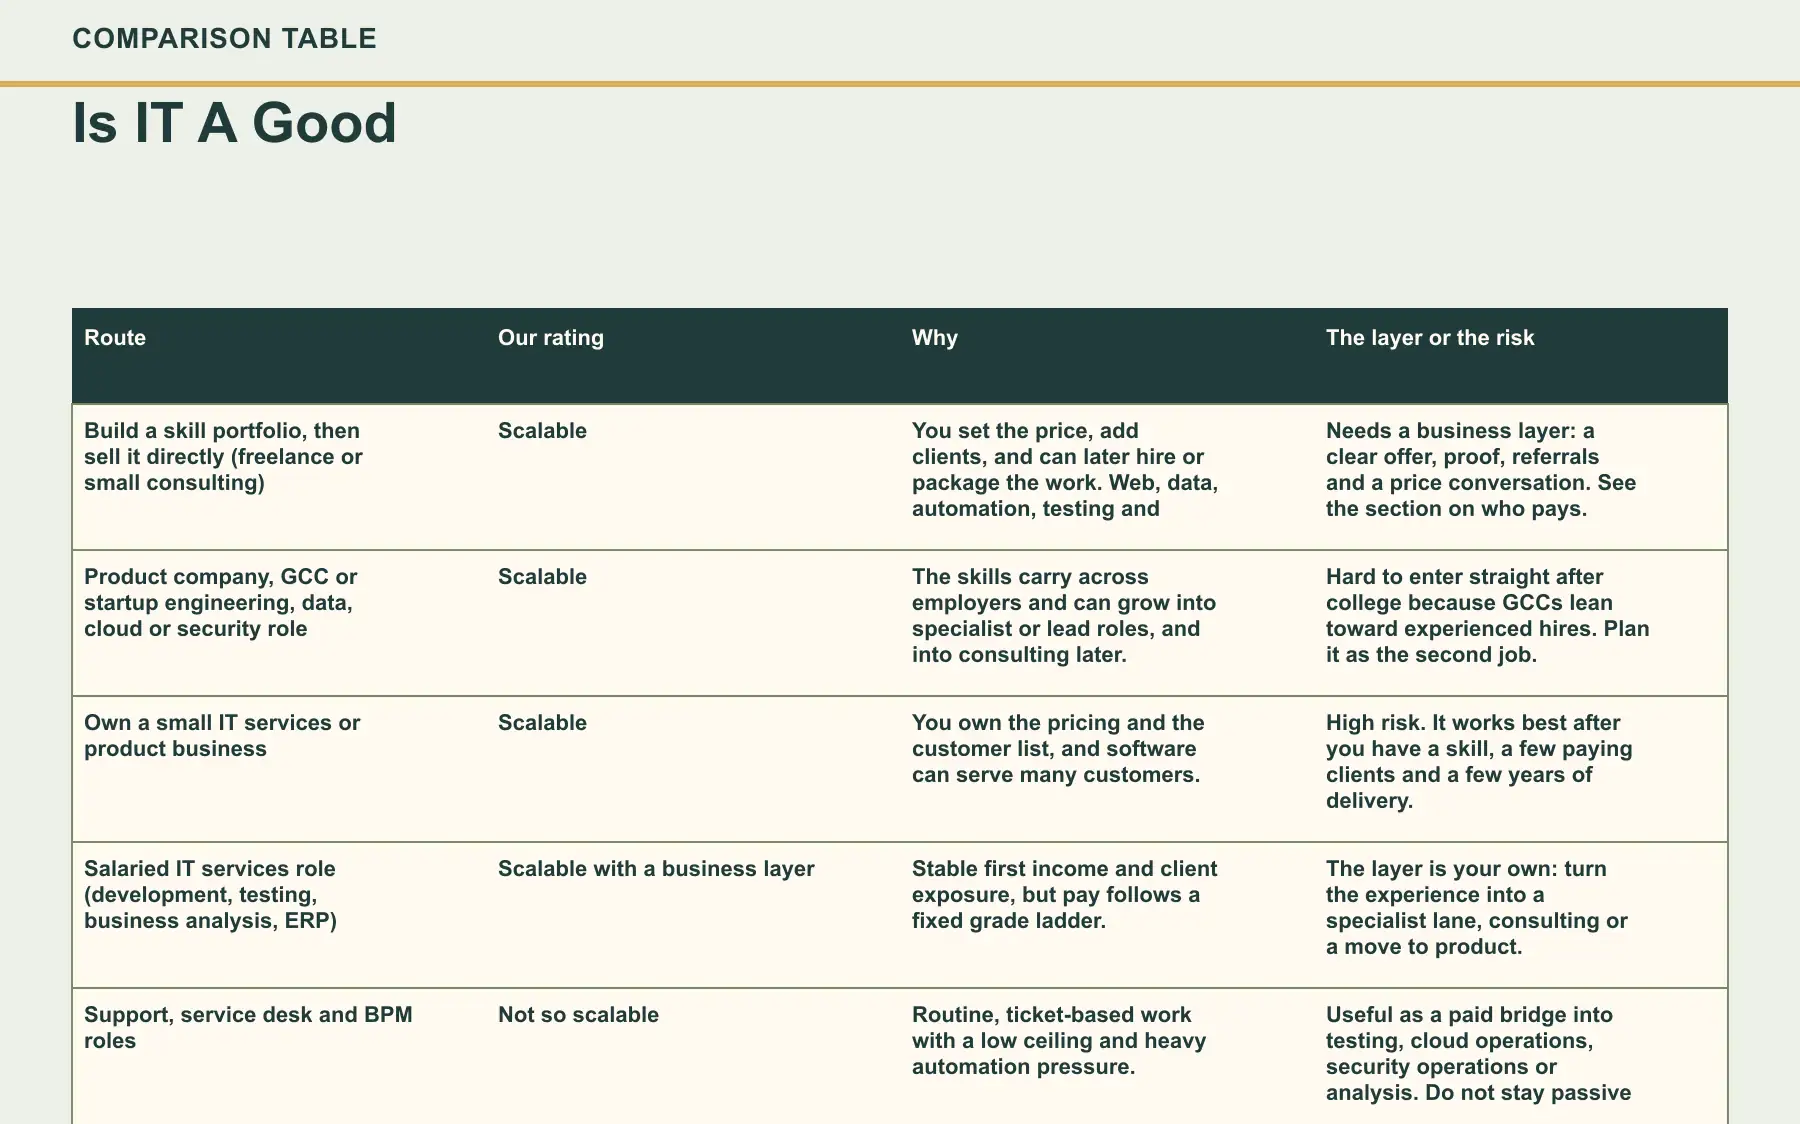 COMPARISON TABLE
Is IT A Good
Route
Our rating
Why
The layer or the risk
Build a skill portfolio, then
sell it directly (freelance or
small consulting)
Scalable
You set the price, add
clients, and can later hire or
package the work. Web, data,
automation, testing and
Needs a business layer: a
clear offer, proof, referrals
and a price conversation. See
the section on who pays.
Product company, GCC or
startup engineering, data,
cloud or security role
Scalable
The skills carry across
employers and can grow into
specialist or lead roles, and
into consulting later.
Hard to enter straight after
college because GCCs lean
toward experienced hires. Plan
it as the second job.
Own a small IT services or
product business
Scalable
You own the pricing and the
customer list, and software
can serve many customers.
High risk. It works best after
you have a skill, a few paying
clients and a few years of
delivery.
Salaried IT services role
(development, testing,
business analysis, ERP)
Scalable with a business layer
Stable first income and client
exposure, but pay follows a
fixed grade ladder.
The layer is your own: turn
the experience into a
specialist lane, consulting or
a move to product.
Support, service desk and BPM
roles
Not so scalable
Routine, ticket-based work
with a low ceiling and heavy
automation pressure.
Useful as a paid bridge into
testing, cloud operations,
security operations or
analysis. Do not stay passive